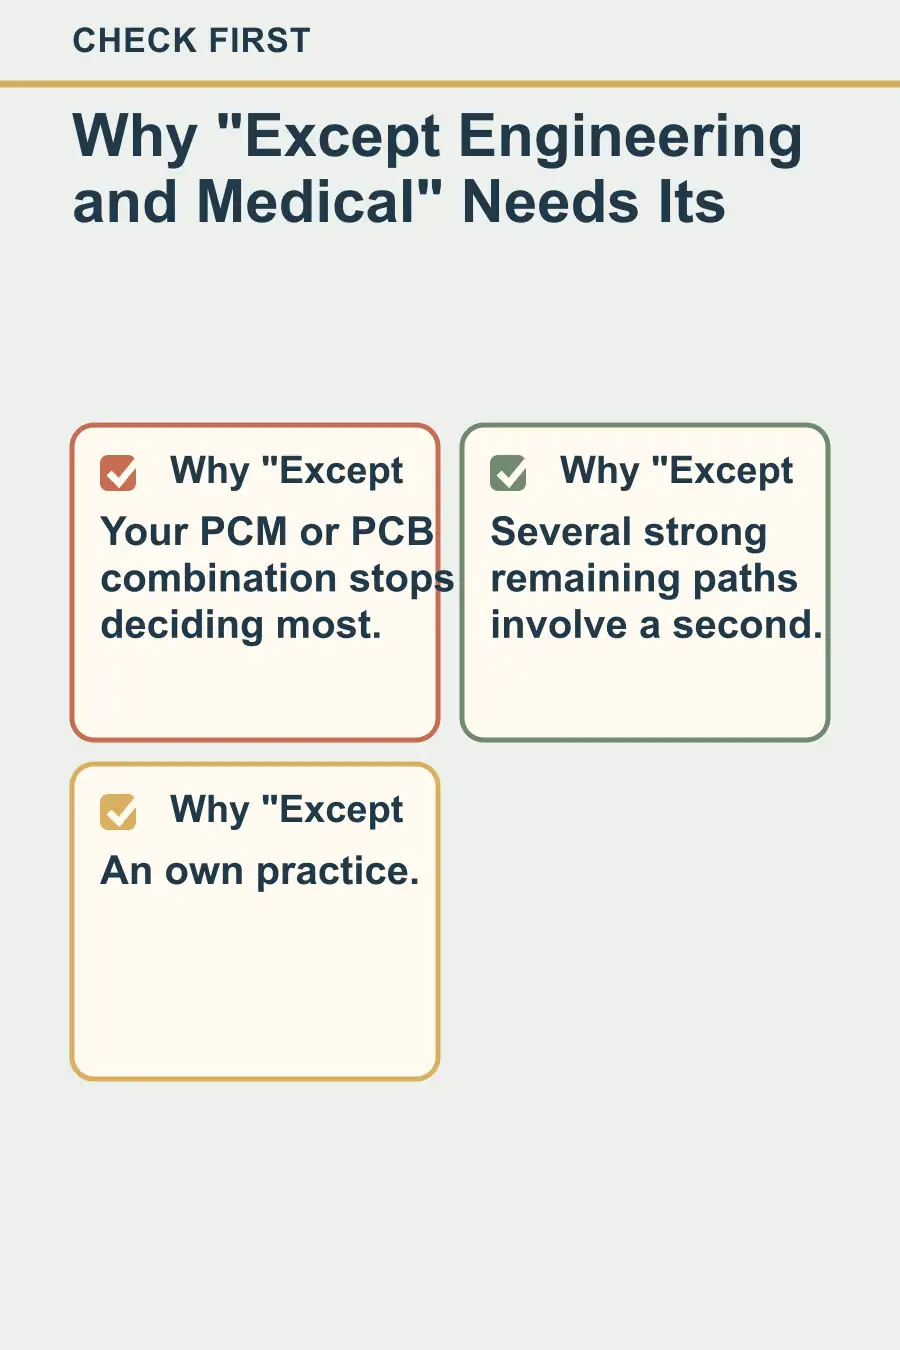 CHECK FIRST
Why "Except Engineering
and Medical" Needs Its
Why "Except
Your PCM or PCB
combination stops
deciding most.
Why "Except
Several strong
remaining paths
involve a second.
Why "Except
An own practice.